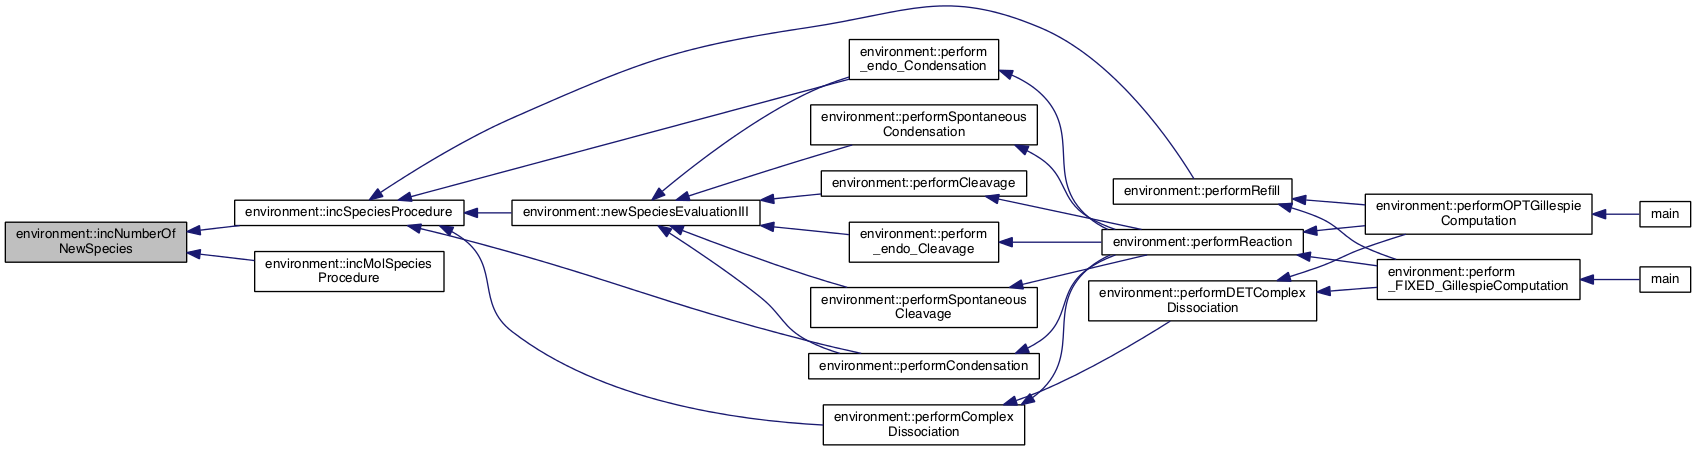 environment::incNumberOf
NewSpecies
environment::incSpeciesProcedure
environment::incMolSpecies
Procedure
environment::newSpeciesEvaluationIII
environment::perform
_endo_Condensation
environment::performSpontaneous
Condensation
environment::performCleavage
environment::perform
_endo_Cleavage
environment::performSpontaneous
Cleavage
environment::performCondensation
environment::performComplex
Dissociation
environment::performRefill
environment::performReaction
environment::performDETComplex
Dissociation
environment::performOPTGillespie
Computation
environment::perform
_FIXED_GillespieComputation
main
main